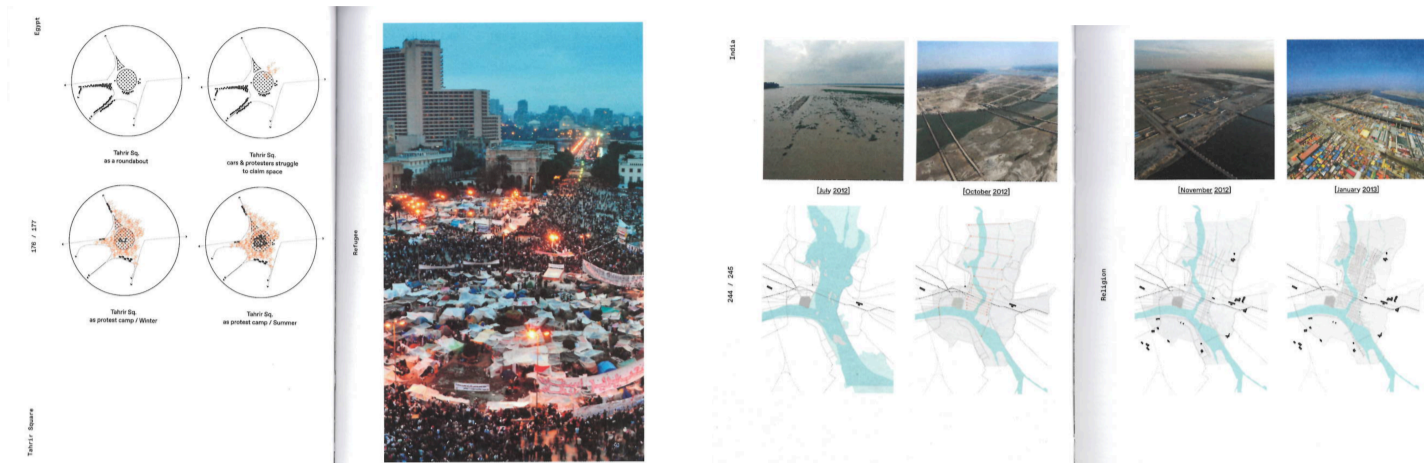 Egypt
Tahrir Sq.
as a roundabout
Tahrir Sq.
cars & protesters struggle
to claim space
176 / 177
Tahrir Sq.
as protest camp / Winter
Tahrir Sq.
as protest camp / Summer
Tahrir Square
Refugee
India
[July 2012]
[October 2012]
244 / 245
Religion
[November 2012]
[January 2013]